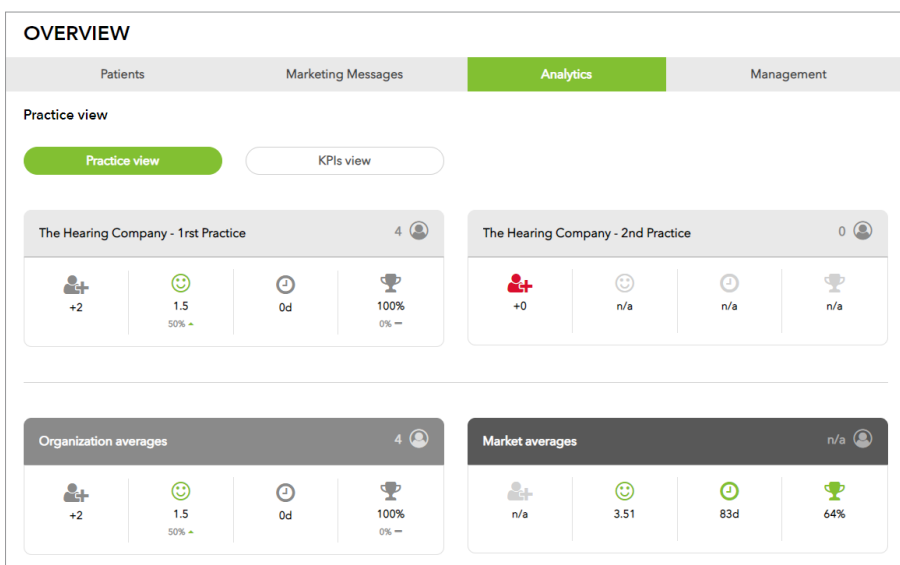 OVERVIEW
Patients Marketing Messages Analytics Management
Practice view
Practice view KPIs view
The Hearing Company - 1rst Practice 4
The Hearing Company - 2nd Practice 0
+2 1.5 0d 100%
50% 0%
+0 n/a n/a n/a
Organization averages 4
Market averages n/a
+2 1.5 0d 100%
50% 0%
n/a 3.51 83d 64%